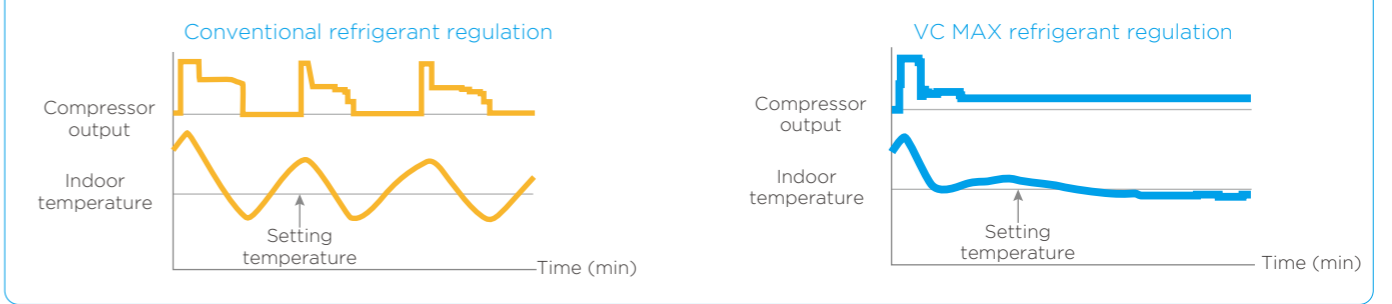 Conventional refrigerant regulation
Compressor
output
Indoor
temperature
Setting
temperature
Time (min)
VC MAX refrigerant regulation
Compressor
output
Indoor
temperature
Setting
temperature
Time (min)